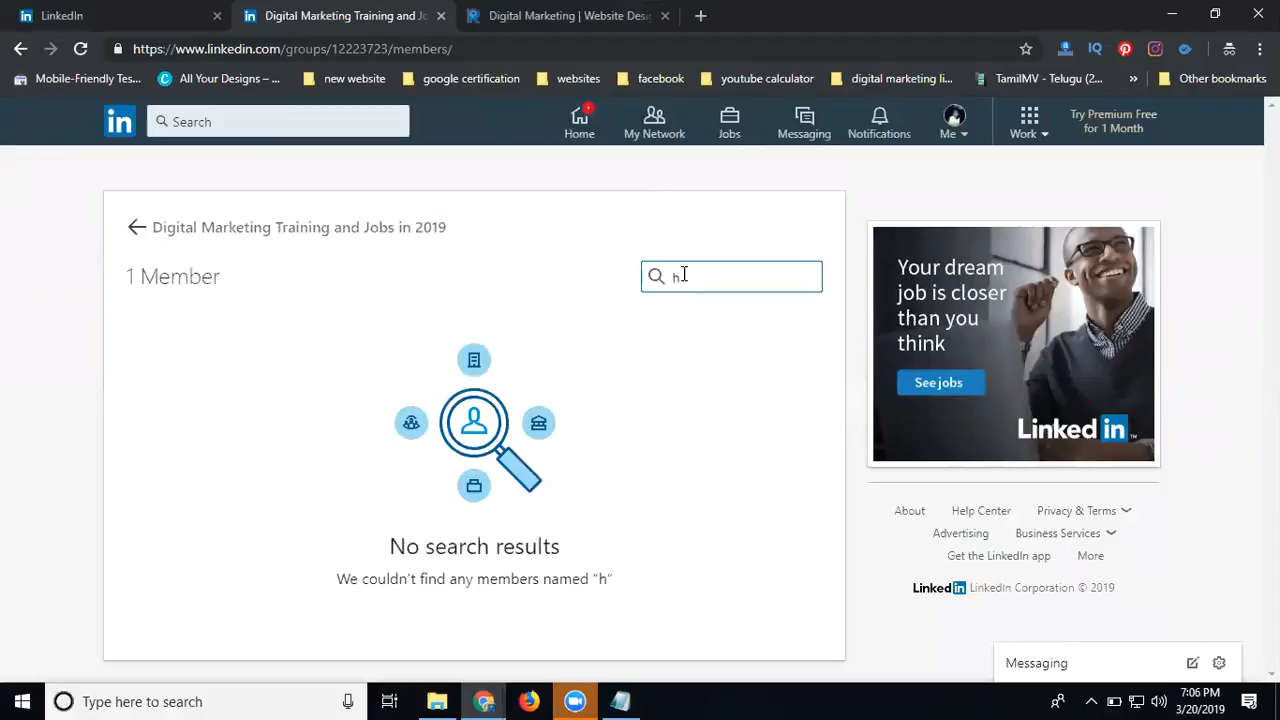 LinkedIn
Digital Marketing Training and Jo
Digital Marketing | Website Desi
https://www.linkedin.com/groups/12223723/members/
Mobile-Friendly Tes...
All Your Designs – ...
new website
google certification
websites
facebook
youtube calculator
digital marketing li...
TamilMV - Telugu (2...
»
Other bookmarks
in
Search
Home
My Network
Jobs
Messaging
Notifications
Me
Work
Try Premium Free
for 1 Month
Digital Marketing Training and Jobs in 2019
1 Member
h
No search results
We couldn't find any members named "h"
Your dream
job is closer
than you
think
See jobs
Linked in
About
Help Center
Privacy & Terms
Advertising
Business Services
Get the LinkedIn app
More
Linked in LinkedIn Corporation © 2019
Messaging
Type here to search
7:06 PM
3/20/2019